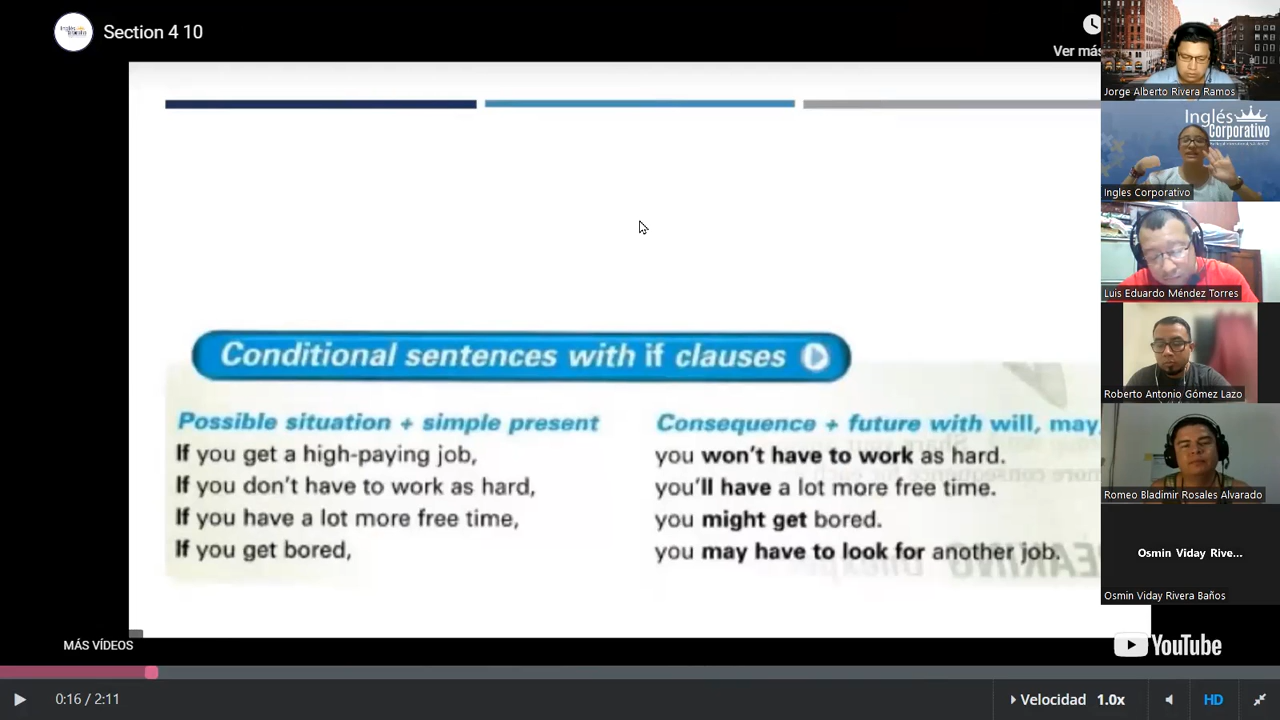 Section 4 10
Ver más
Jorge Alberto Rivera Ramos
Inglés
Corporativo
Ingles Corporativo
Luis Eduardo Méndez Torres
Roberto Antonio Gómez Lazo
Romeo Bladimir Rosales Alvarado
Osmin Viday Rive...
Osmin Viday Rivera Baños
Conditional sentences with if clauses
Possible situation + simple present
Consequence + future with will, may,
If you get a high-paying job,
you won't have to work as hard.
If you don't have to work as hard,
you'll have a lot more free time.
If you have a lot more free time,
you might get bored.
If you get bored,
you may have to look for another job.
MÁS VÍDEOS
YouTube
0:16 / 2:11
Velocidad 1.0x
HD